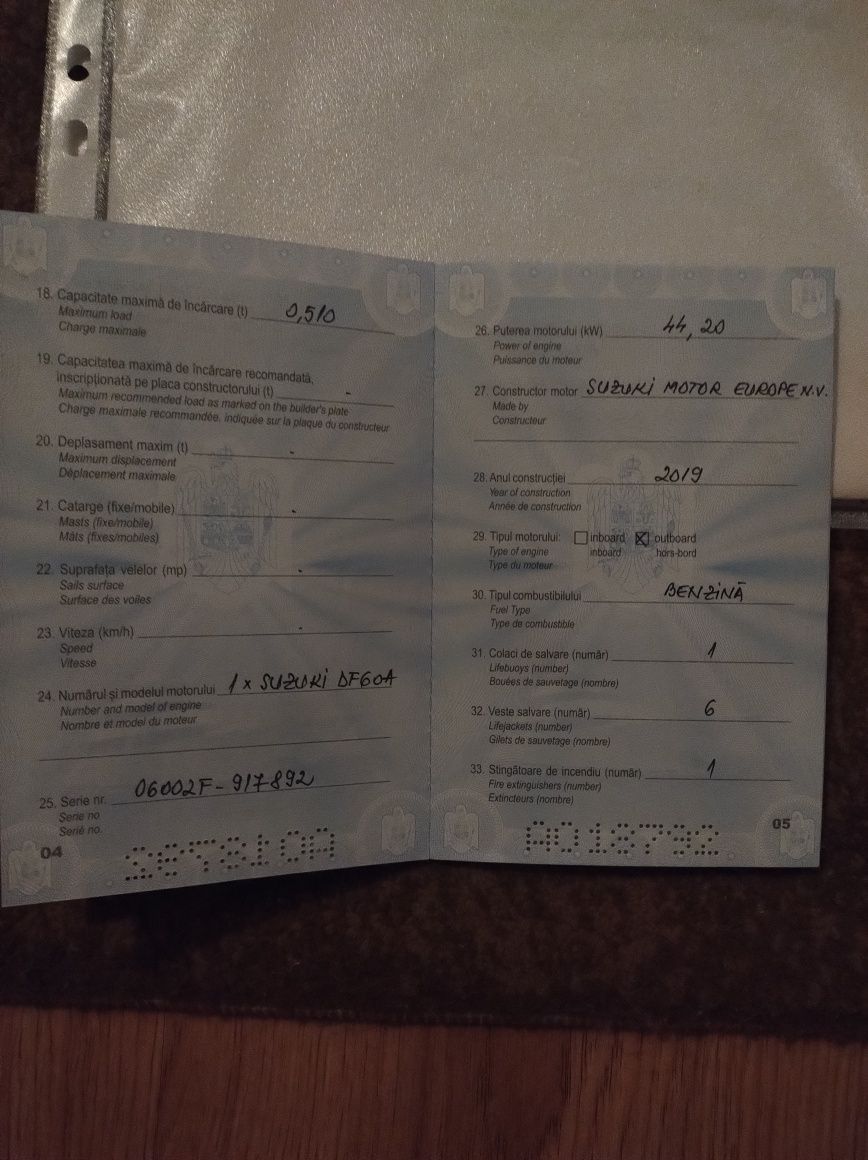 18. Capacitate maximă de încărcare (t) 0,510
Maximum load
Charge maximale
19. Capacitatea maximă de încărcare recomandată,
inscripționată pe placa constructorului (t) -
Maximum recommended load as marked on the builder's plate
Charge maximale recommandée, indiquée sur la plaque du constructeur
20. Deplasament maxim (t) -
Maximum displacement
Déplacement maximale
21. Catarge (fixe/mobile) -
Masts (fixe/mobile)
Mâts (fixes/mobiles)
22. Suprafața velelor (mp) -
Sails surface
Surface des voiles
23. Viteza (km/h) -
Speed
Vitesse
24. Numărul și modelul motorului 1 x SUZUKI DF60A
Number and model of engine
Nombre et model du moteur
25. Serie nr. 06002F-917892
Serie no
Serié no.
04
26. Puterea motorului (kW) 44,20
Power of engine
Puissance du moteur
27. Constructor motor SUZUKI MOTOR EUROPE N.V.
Made by
Constructeur
28. Anul construcției 2019
Year of construction
Année de construction
29. Tipul motorului: inboard outboard
Type of engine inboard hors-bord
Type du moteur
30. Tipul combustibilului BENZINĂ
Fuel Type
Type de combustible
31. Colaci de salvare (număr) 1
Lifebuoys (number)
Bouées de sauvetage (nombre)
32. Veste salvare (număr) 6
Lifejackets (number)
Gilets de sauvetage (nombre)
33. Stingătoare de incendiu (număr) 1
Fire extinguishers (number)
Extincteurs (nombre)
05